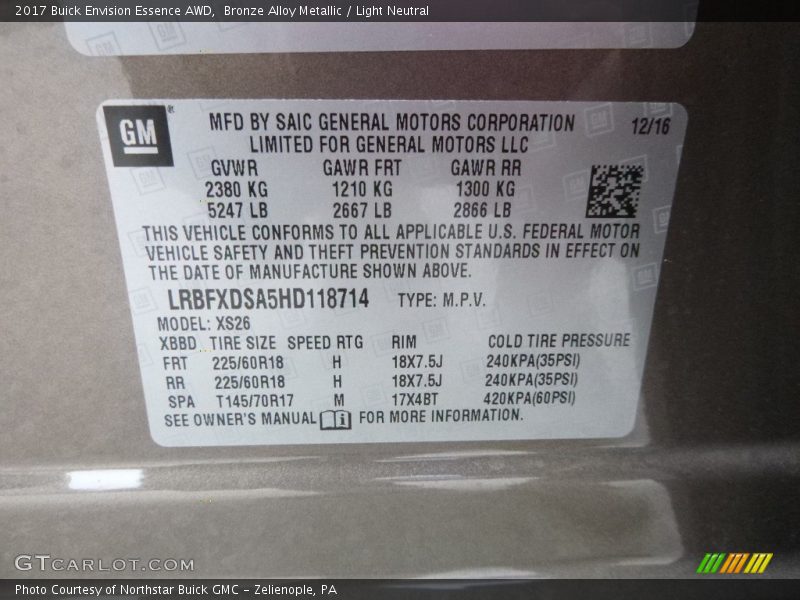 2017 Buick Envision Essence AWD,  Bronze Alloy Metallic / Light Neutral
GM
GM ®
MFD BY SAIC GENERAL MOTORS CORPORATION 12/16
LIMITED FOR GENERAL MOTORS LLC
GVWR GAWR FRT GAWR RR
2380 KG 1210 KG 1300 KG
5247 LB 2667 LB 2866 LB
THIS VEHICLE CONFORMS TO ALL APPLICABLE U.S. FEDERAL MOTOR
VEHICLE SAFETY AND THEFT PREVENTION STANDARDS IN EFFECT ON
THE DATE OF MANUFACTURE SHOWN ABOVE.
LRBFXDSA5HD118714 TYPE: M.P.V.
MODEL: XS26
XBBD TIRE SIZE SPEED RTG RIM COLD TIRE PRESSURE
FRT 225/60R18 H 18X7.5J 240KPA(35PSI)
RR 225/60R18 H 18X7.5J 240KPA(35PSI)
SPA T145/70R17 M 17X4BT 420KPA(60PSI)
SEE OWNER'S MANUAL i FOR MORE INFORMATION.
GTCARLOT.COM
Photo Courtesy of Northstar Buick GMC – Zelienople, PA